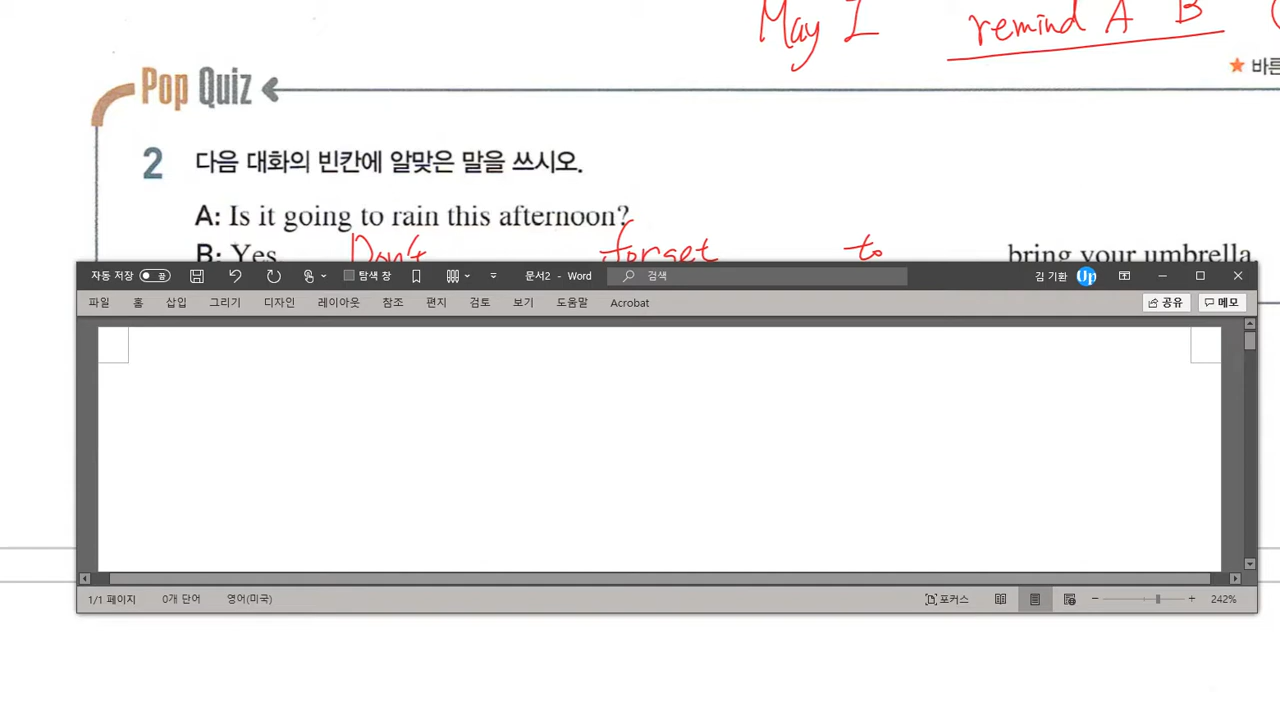 May I remind A B (
★ 바른
Pop Quiz
2 다음 대화의 빈칸에 알맞은 말을 쓰시오.
A: Is it going to rain this afternoon?
B: Yes. Don't forget to bring your umbrella.
자동 저장 끔 탐색 창 문서2 - Word 검색 김 기환 Up
파일 홈 삽입 그리기 디자인 레이아웃 참조 편지 검토 보기 도움말 Acrobat 공유 메모
1/1 페이지 0개 단어 영어(미국) 포커스 242%